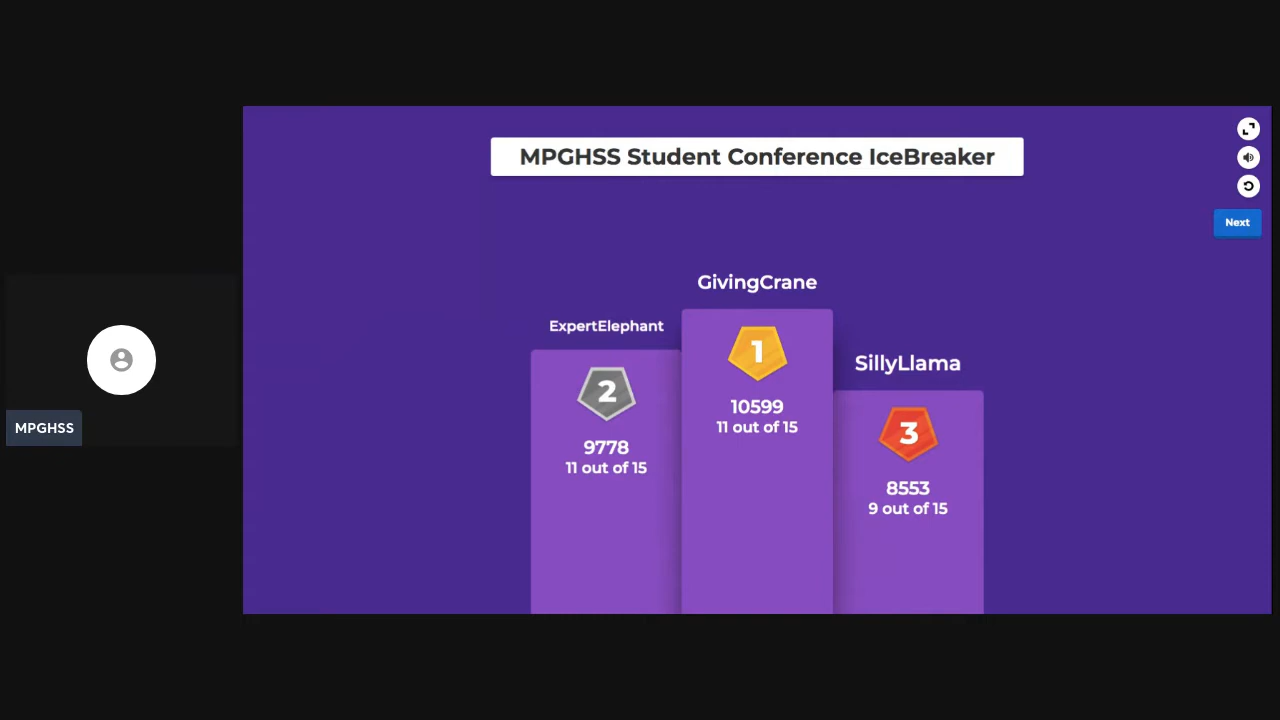 MPGHSS Student Conference IceBreaker
Next
GivingCrane
1
10599
11 out of 15
ExpertElephant
2
9778
11 out of 15
SillyLlama
3
8553
9 out of 15
MPGHSS